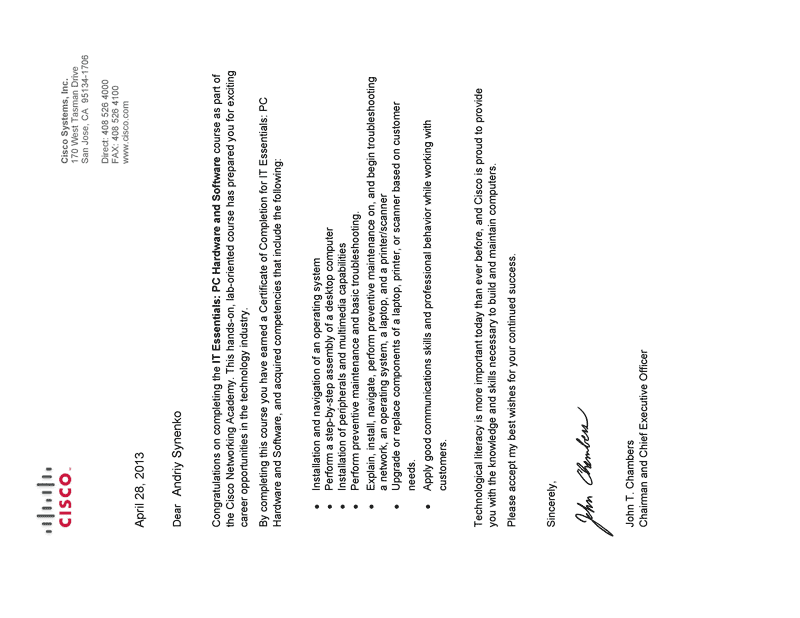 CISCO
Cisco Systems, Inc.
170 West Tasman Drive
San Jose, CA 95134-1706
Direct: 408 526 4000
FAX: 408 526 4100
www.cisco.com
April 28, 2013
Dear Andriy Synenko
Congratulations on completing the IT Essentials: PC Hardware and Software course as part of
the Cisco Networking Academy. This hands-on, lab-oriented course has prepared you for exciting
career opportunities in the technology industry.
By completing this course you have earned a Certificate of Completion for IT Essentials: PC
Hardware and Software, and acquired competencies that include the following:
• Installation and navigation of an operating system
• Perform a step-by-step assembly of a desktop computer
• Installation of peripherals and multimedia capabilities
• Perform preventive maintenance and basic troubleshooting.
• Explain, install, navigate, perform preventive maintenance on, and begin troubleshooting
a network, an operating system, a laptop, and a printer/scanner
• Upgrade or replace components of a laptop, printer, or scanner based on customer
needs.
• Apply good communications skills and professional behavior while working with
customers.
Technological literacy is more important today than ever before, and Cisco is proud to provide
you with the knowledge and skills necessary to build and maintain computers.
Please accept my best wishes for your continued success.
Sincerely,
John Chambers
John T. Chambers
Chairman and Chief Executive Officer